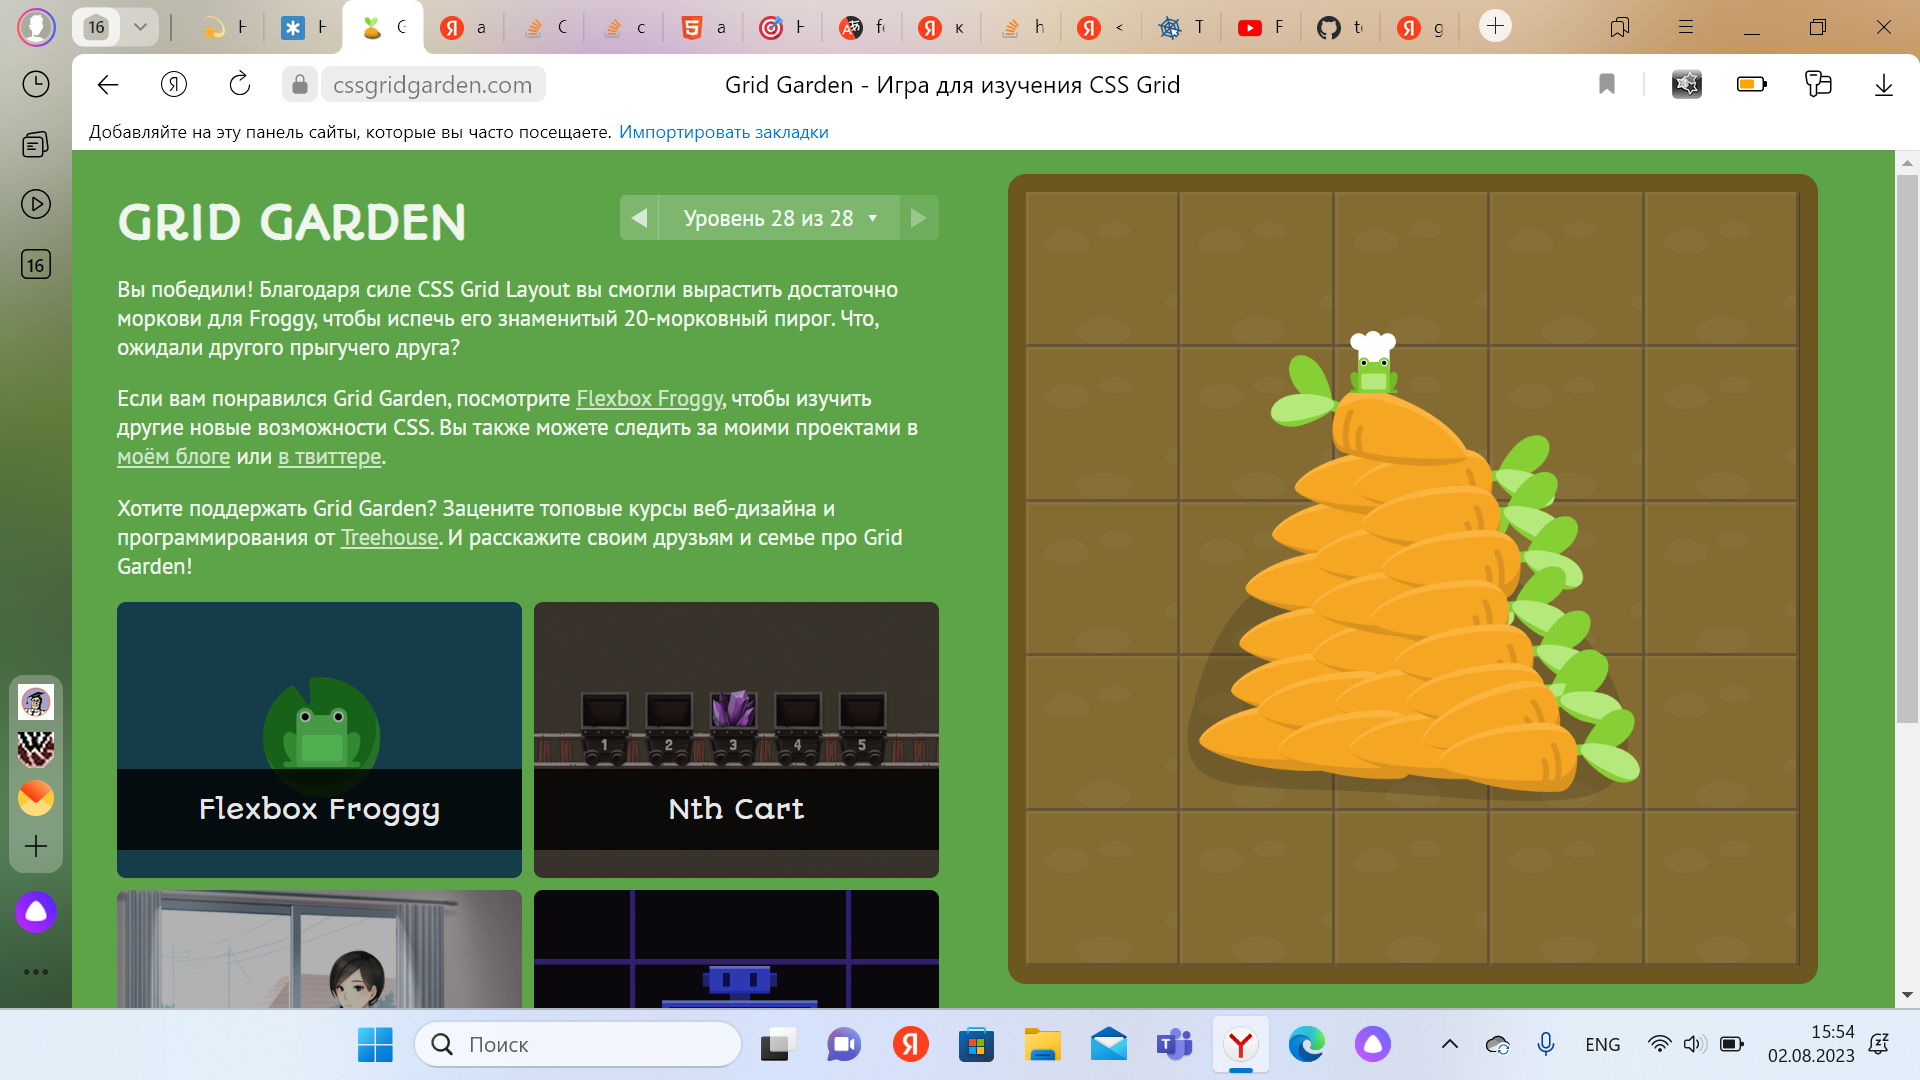 16
cssgridgarden.com
Grid Garden - Игра для изучения CSS Grid
Добавляйте на эту панель сайты, которые вы часто посещаете. Импортировать закладки
16
GRID GARDEN
Уровень 28 из 28
Вы победили! Благодаря силе CSS Grid Layout вы смогли вырастить достаточно
моркови для Froggy, чтобы испечь его знаменитый 20-морковный пирог. Что,
ожидали другого прыгучего друга?
Если вам понравился Grid Garden, посмотрите Flexbox Froggy, чтобы изучить
другие новые возможности CSS. Вы также можете следить за моими проектами в
моём блоге или в твиттере.
Хотите поддержать Grid Garden? Зацените топовые курсы веб-дизайна и
программирования от Treehouse. И расскажите своим друзьям и семье про Grid
Garden!
1 2 3 4 5
Flexbox Froggy
Nth Cart
Поиск
ENG
15:54
02.08.2023